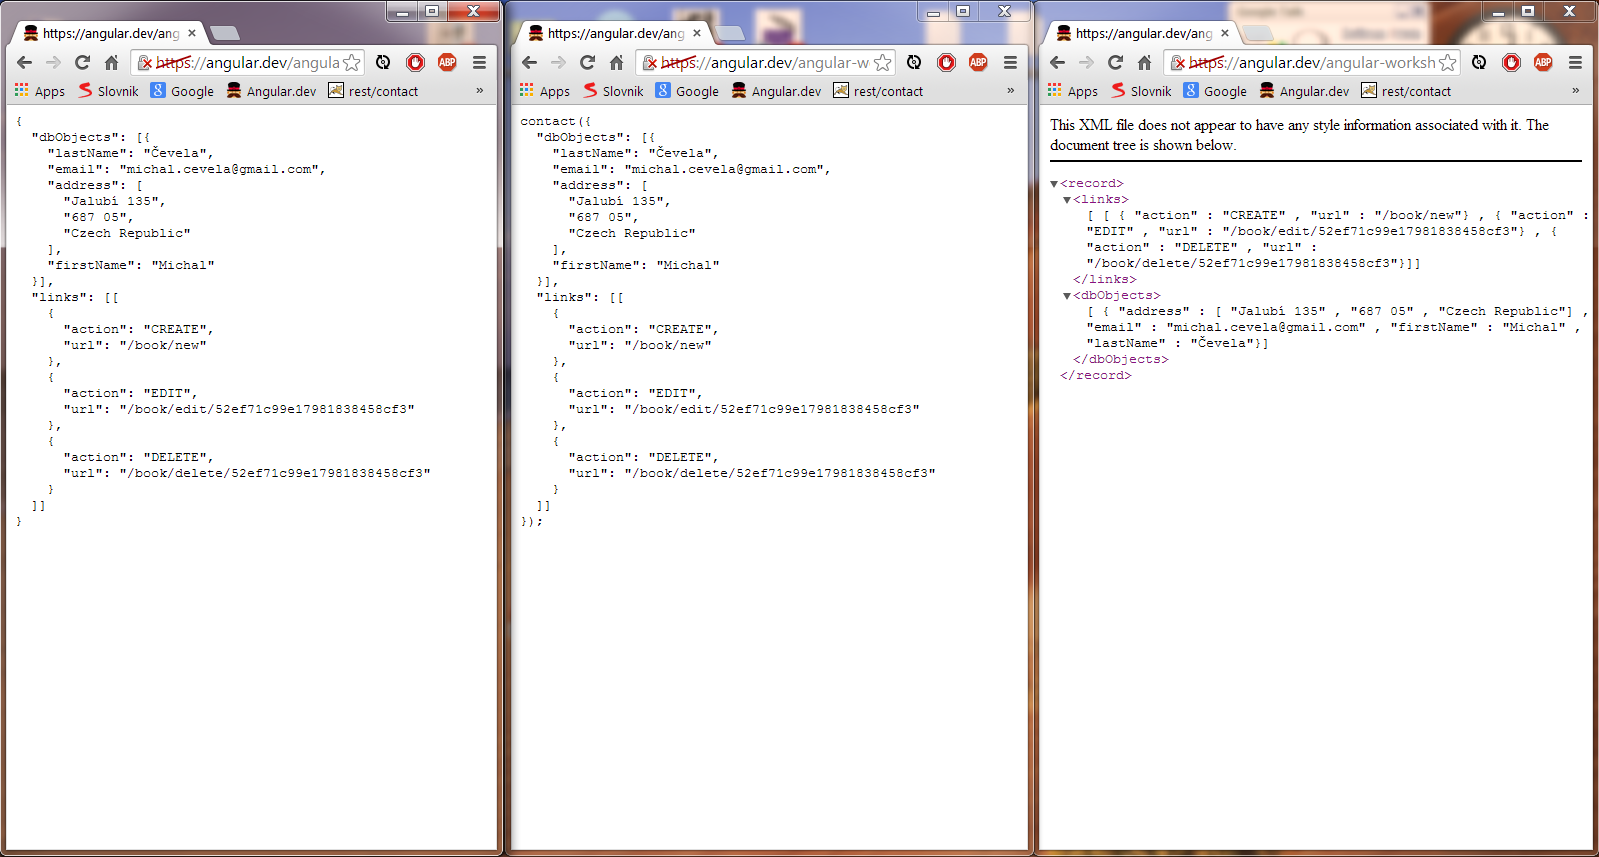 https://angular.dev/ang
https://angular.dev/angula
Apps Slovnik Google Angular.dev rest/contact »
{
"dbObjects": [{
"lastName": "Čevela",
"email": "michal.cevela@gmail.com",
"address": [
"Jalubí 135",
"687 05",
"Czech Republic"
],
"firstName": "Michal"
}],
"links": [[
{
"action": "CREATE",
"url": "/book/new"
},
{
"action": "EDIT",
"url": "/book/edit/52ef71c99e17981838458cf3"
},
{
"action": "DELETE",
"url": "/book/delete/52ef71c99e17981838458cf3"
}
]]
}
https://angular.dev/ang
https://angular.dev/angular-w
Apps Slovnik Google Angular.dev rest/contact »
contact({
"dbObjects": [{
"lastName": "Čevela",
"email": "michal.cevela@gmail.com",
"address": [
"Jalubí 135",
"687 05",
"Czech Republic"
],
"firstName": "Michal"
}],
"links": [[
{
"action": "CREATE",
"url": "/book/new"
},
{
"action": "EDIT",
"url": "/book/edit/52ef71c99e17981838458cf3"
},
{
"action": "DELETE",
"url": "/book/delete/52ef71c99e17981838458cf3"
}
]]
});
https://angular.dev/ang
https://angular.dev/angular-worksh
Apps Slovnik Google Angular.dev rest/contact »
This XML file does not appear to have any style information associated with it. The
document tree is shown below.
<record>
<links>
[ [ { "action" : "CREATE" , "url" : "/book/new"} , { "action" :
"EDIT" , "url" : "/book/edit/52ef71c99e17981838458cf3"} , {
"action" : "DELETE" , "url" :
"/book/delete/52ef71c99e17981838458cf3"}]]
</links>
<dbObjects>
[ { "address" : [ "Jalubí 135" , "687 05" , "Czech Republic"] ,
"email" : "michal.cevela@gmail.com" , "firstName" : "Michal" ,
"lastName" : "Čevela"}]
</dbObjects>
</record>